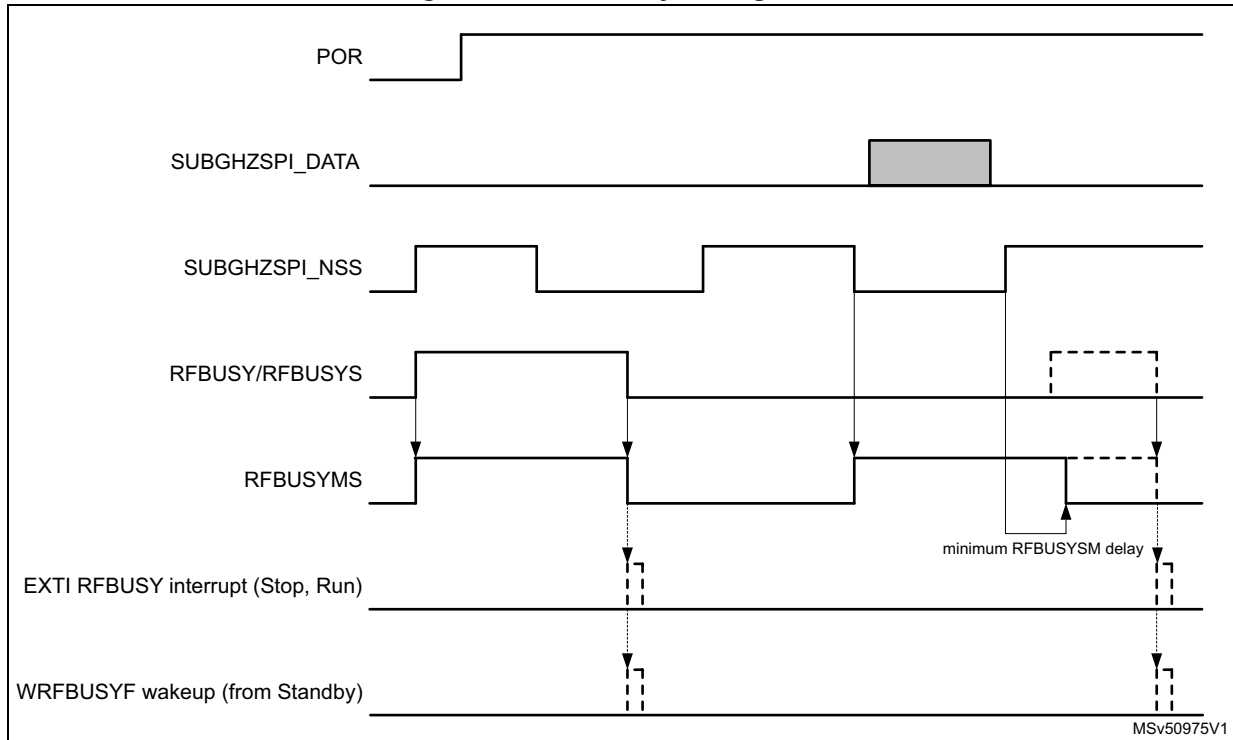 POR
SUBGHZSPI_DATA
SUBGHZSPI_NSS
RFBUSY/RFBUSYS
RFBUSYMS
minimum RFBUSYSM delay
EXTI RFBUSY interrupt (Stop, Run)
WRFBUSYF wakeup (from Standby)
MSv50975V1